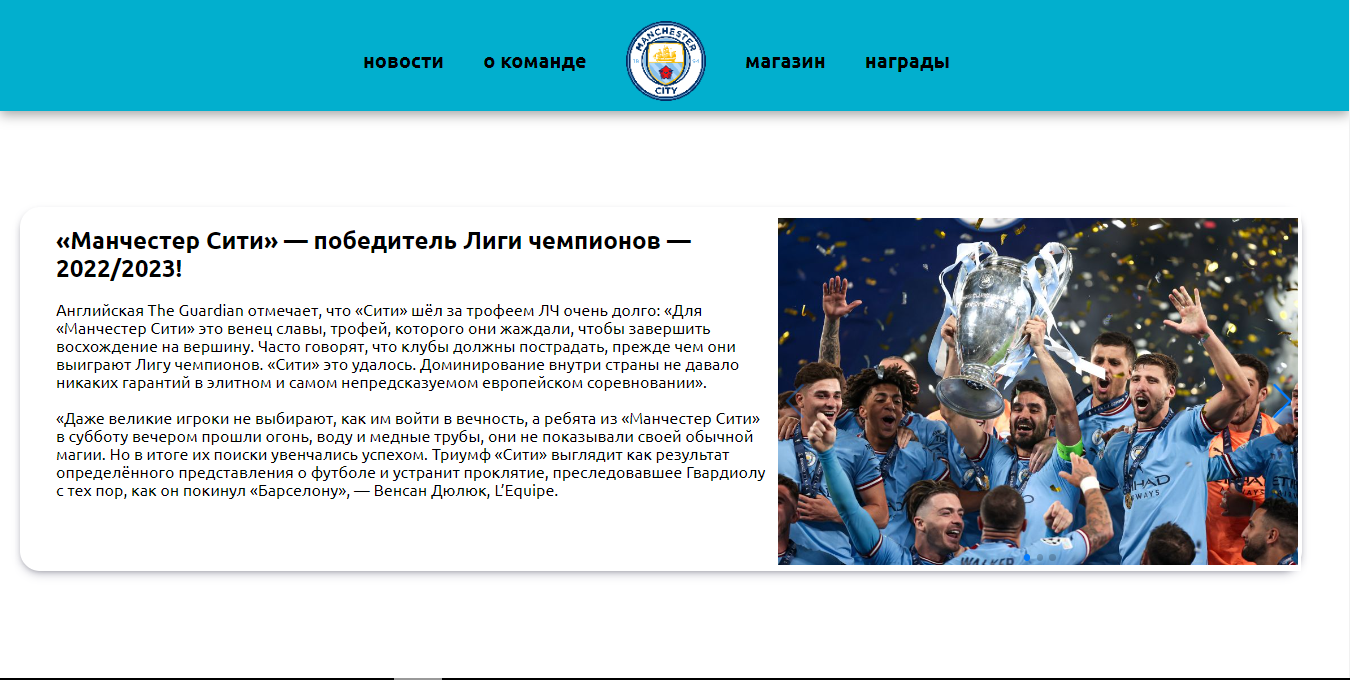 новости о команде MANCHESTER 18 94 CITY магазин награды
«Манчестер Сити» — победитель Лиги чемпионов —
2022/2023!
Английская The Guardian отмечает, что «Сити» шёл за трофеем ЛЧ очень долго: «Для
«Манчестер Сити» это венец славы, трофей, которого они жаждали, чтобы завершить
восхождение на вершину. Часто говорят, что клубы должны пострадать, прежде чем они
выиграют Лигу чемпионов. «Сити» это удалось. Доминирование внутри страны не давало
никаких гарантий в элитном и самом непредсказуемом европейском соревновании».
«Даже великие игроки не выбирают, как им войти в вечность, а ребята из «Манчестер Сити»
в субботу вечером прошли огонь, воду и медные трубы, они не показывали своей обычной
магии. Но в итоге их поиски увенчались успехом. Триумф «Сити» выглядит как результат
определённого представления о футболе и устранит проклятие, преследовавшее Гвардиолу
с тех пор, как он покинул «Барселону», — Венсан Дюлюк, L’Equipe.
WALKER